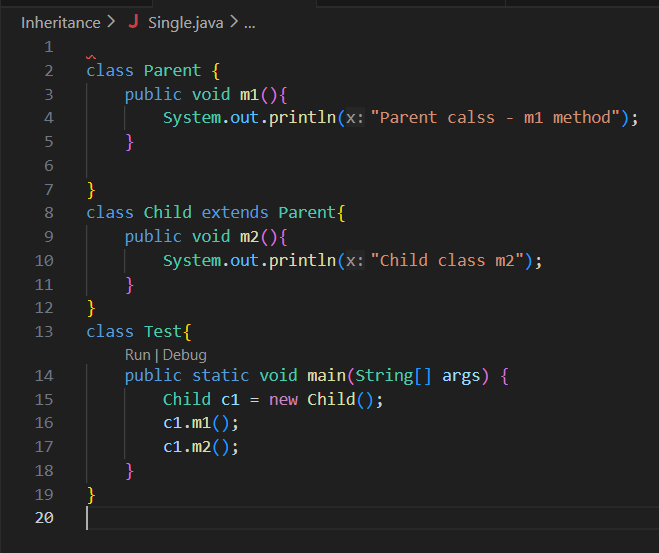 Inheritance > J Single.java > ...
1
2 class Parent {
3     public void m1(){
4         System.out.println(x: "Parent calss - m1 method");
5     }
6
7 }
8 class Child extends Parent{
9     public void m2(){
10         System.out.println(x: "Child class m2");
11     }
12 }
13 class Test{
Run | Debug
14     public static void main(String[] args) {
15         Child c1 = new Child();
16         c1.m1();
17         c1.m2();
18     }
19 }
20